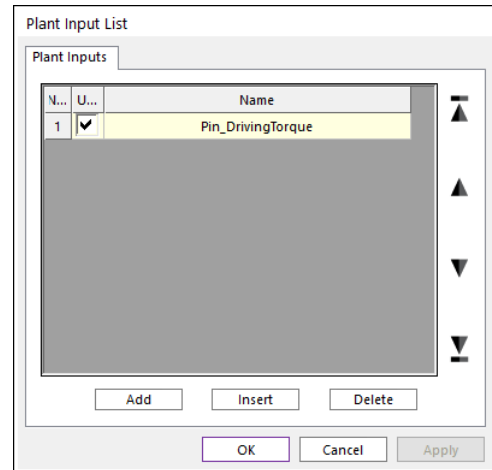 Plant Input List
Plant Inputs
N... U... Name
1 Pin_DrivingTorque
Add Insert Delete
OK Cancel Apply